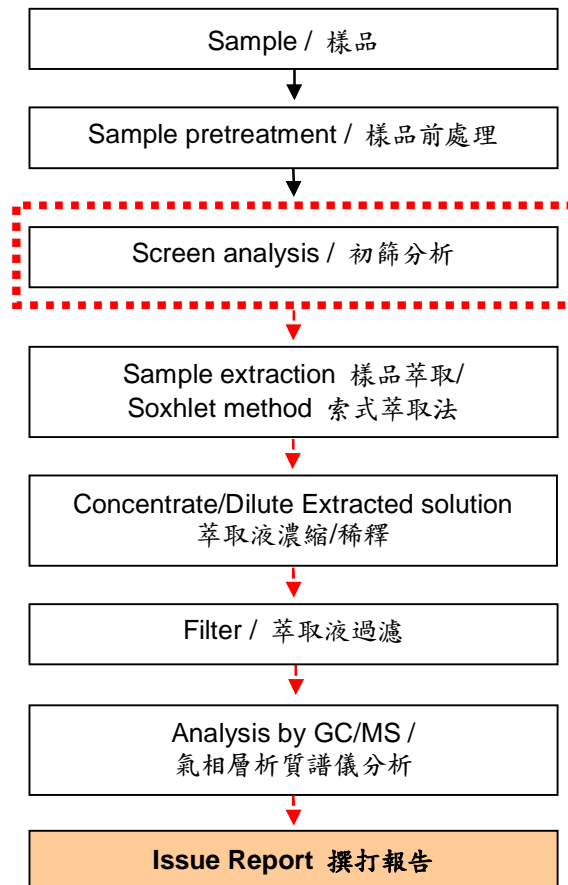 Sample / 樣品
Sample pretreatment / 樣品前處理
Screen analysis / 初篩分析
Sample extraction 樣品萃取/
Soxhlet method 索式萃取法
Concentrate/Dilute Extracted solution
萃取液濃縮/稀釋
Filter / 萃取液過濾
Analysis by GC/MS /
氣相層析質譜儀分析
Issue Report 撰打報告